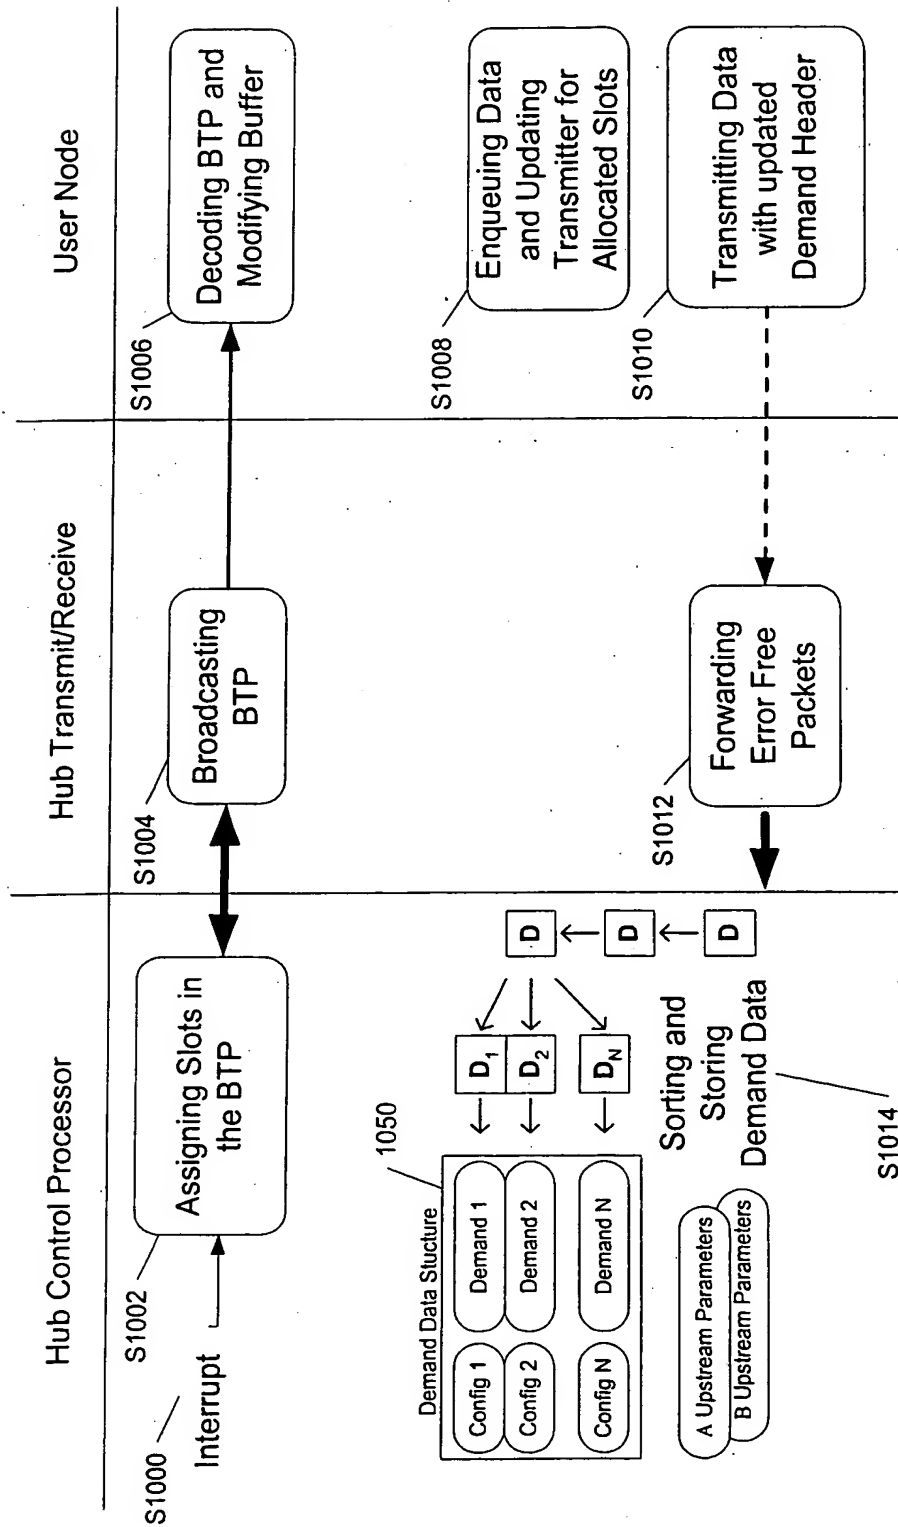 Hub Control Processor
Hub Transmit/Receive
User Node
S1000
Interrupt
S1002
Assigning Slots in
the BTP
S1004
Broadcasting
BTP
S1006
Decoding BTP and
Modifying Buffer
S1008
Enqueuing Data
and Updating
Transmitter for
Allocated Slots
S1010
Transmitting Data
with updated
Demand Header
S1012
Forwarding
Error Free
Packets
Demand Data Stucture
1050
Config 1
Demand 1
D1
Config 2
Demand 2
D2
Config N
Demand N
DN
D
D
D
Sorting and
Storing
Demand Data
S1014
A Upstream Parameters
B Upstream Parameters